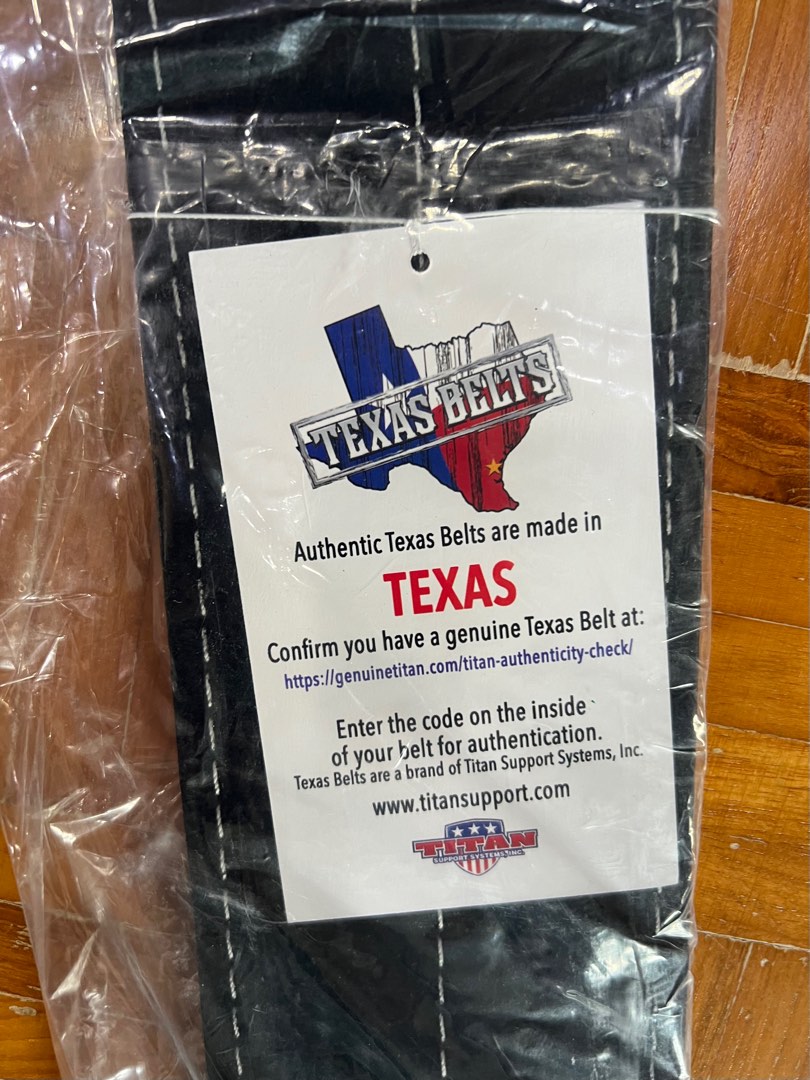 TEXAS BELTS
Authentic Texas Belts are made in
TEXAS
Confirm you have a genuine Texas Belt at:
https://genuinetitan.com/titan-authenticity-check/
Enter the code on the inside
of your belt for authentication.
Texas Belts are a brand of Titan Support Systems, Inc.
www.titansupport.com
TITAN
SUPPORT SYSTEMS, INC.